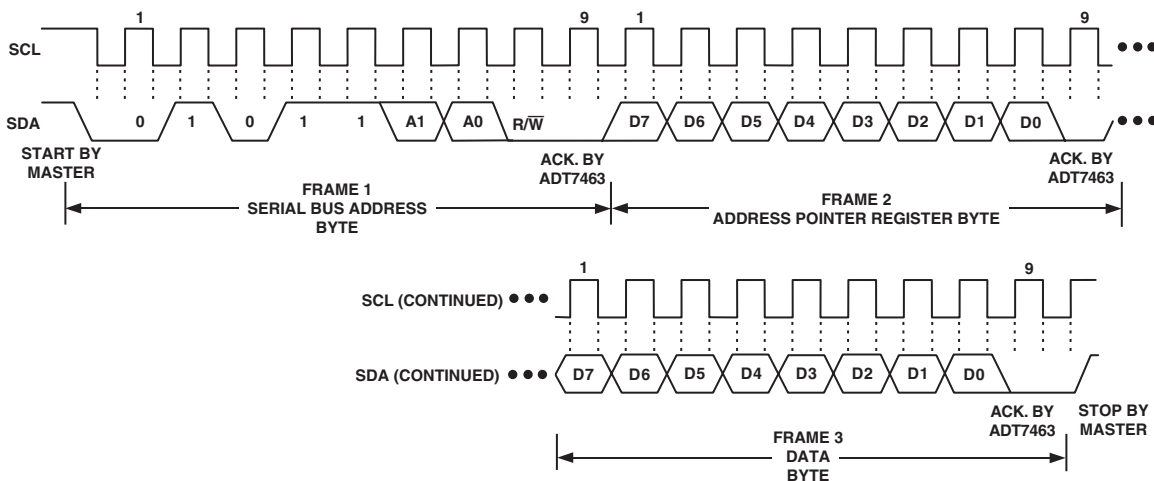 1 9 1 9
SCL
SDA 0 1 0 1 1 A1 A0 R/W̅ D7 D6 D5 D4 D3 D2 D1 D0
START BY
MASTER
ACK. BY
ADT7463
ACK. BY
ADT7463
FRAME 1
SERIAL BUS ADDRESS
BYTE
FRAME 2
ADDRESS POINTER REGISTER BYTE
1 9
SCL (CONTINUED)
SDA (CONTINUED) D7 D6 D5 D4 D3 D2 D1 D0
ACK. BY
ADT7463
STOP BY
MASTER
FRAME 3
DATA
BYTE